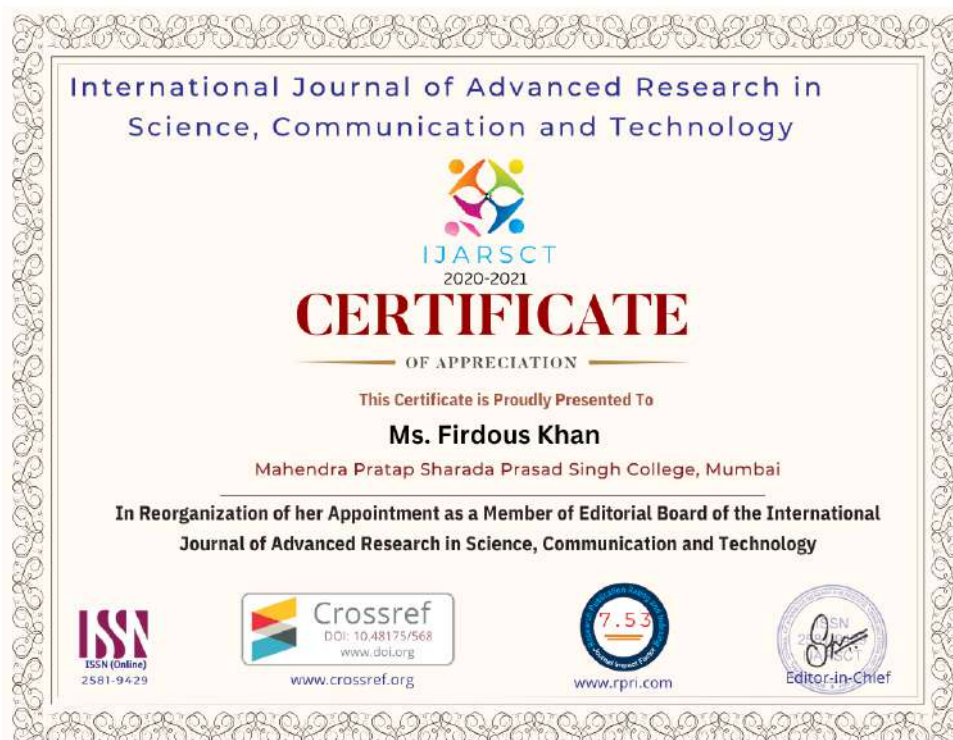 International Journal of Advanced Research in
Science, Communication and Technology
IJARSCT
2020-2021
CERTIFICATE
OF APPRECIATION
This Certificate is Proudly Presented To
Ms. Firdous Khan
Mahendra Pratap Sharada Prasad Singh College, Mumbai
In Reorganization of her Appointment as a Member of Editorial Board of the International
Journal of Advanced Research in Science, Communication and Technology
ISSN
ISSN (Online)
2581-9429
Crossref
DOI: 10.48175/568
www.doi.org
www.crossref.org
7.53
Journal Impact Factor
www.rpri.com
ISSN
Editor-in-Chief